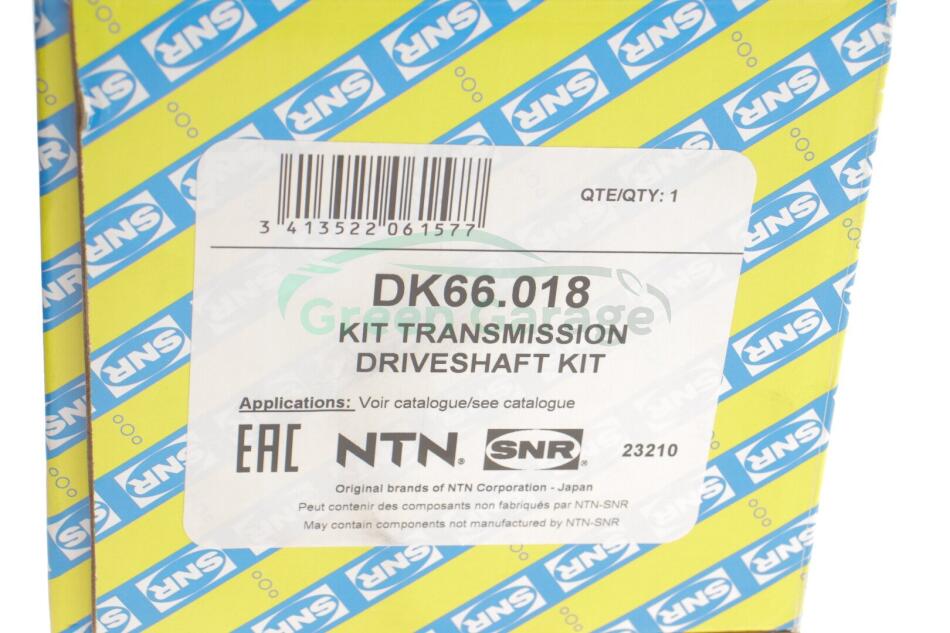 SNR
QTE/QTY: 1
3 413522 061577
DK66.018
Green Garage
KIT TRANSMISSION
DRIVESHAFT KIT
Applications: Voir catalogue/see catalogue
EAC NTN® SNR® 23210
Original brands of NTN Corporation - Japan
Peut contenir des composants non fabriqués par NTN-SNR
May contain components not manufactured by NTN-SNR